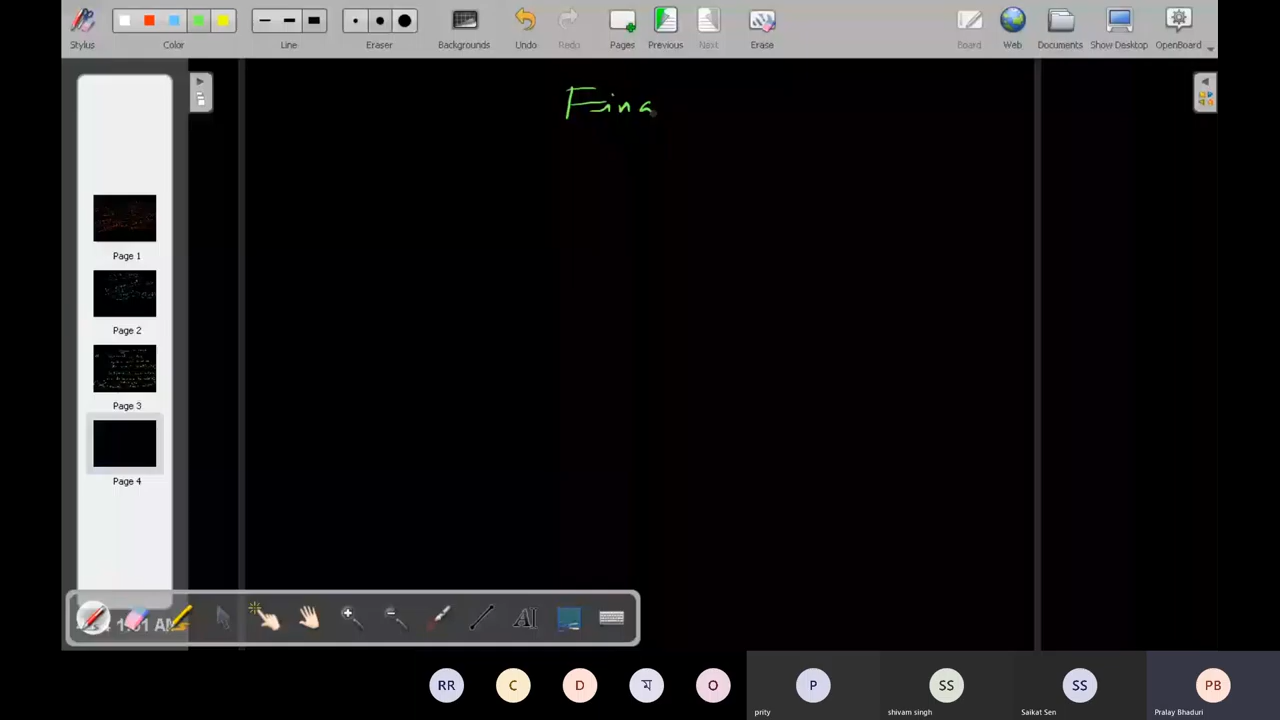 Stylus
Color
Line
Eraser
Backgrounds
Undo
Redo
Pages
Previous
Next
Erase
Board
Web
Documents
Show Desktop
OpenBoard
Fina
Page 1
Page 2
Page 3
Page 4
AI
RR
C
D
ম
O
P
SS
SS
PB
prity
shivam singh
Saikat Sen
Pralay Bhaduri